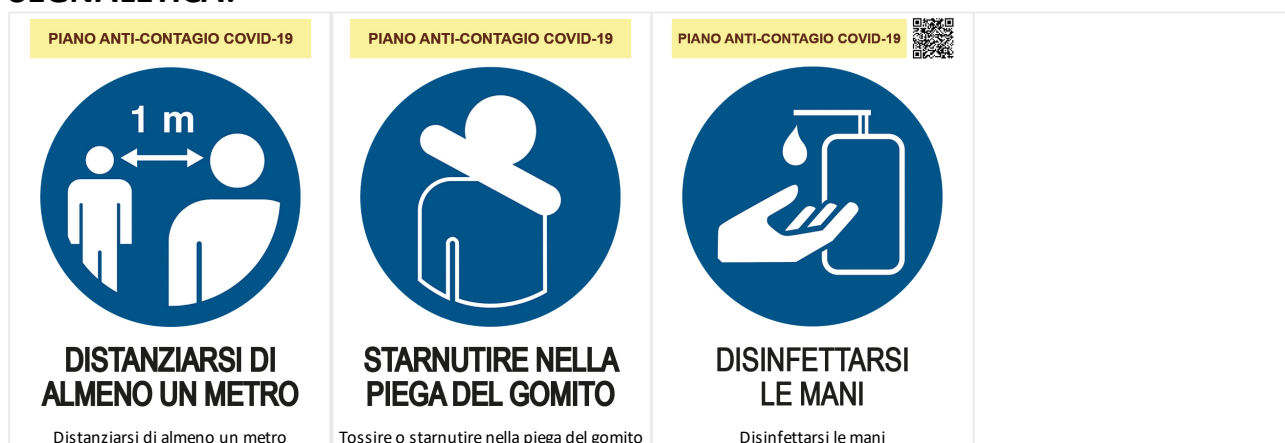 SEGNALETICA:
PIANO ANTI-CONTAGIO COVID-19
1 m
DISTANZIARSI DI
ALMENO UN METRO
Distanziarsi di almeno un metro
PIANO ANTI-CONTAGIO COVID-19
STARNUTIRE NELLA
PIEGA DEL GOMITO
Tossire o starnutire nella piega del gomito
PIANO ANTI-CONTAGIO COVID-19
DISINFETTARSI
LE MANI
Disinfettarsi le mani